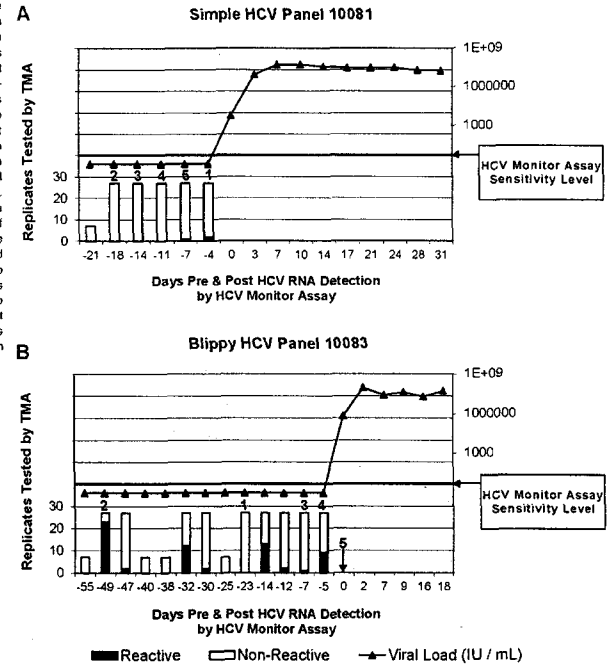 A
Simple HCV Panel 10081
Replicates Tested by TMA
1E+09
1000000
1000
HCV Monitor Assay
Sensitivity Level
2 3 4 5 1
30
20
10
0
-21 -18 -14 -11 -7 -4 0 3 7 10 14 17 21 24 28 31
Days Pre & Post HCV RNA Detection
by HCV Monitor Assay
B
Blippy HCV Panel 10083
Replicates Tested by TMA
1E+09
1000000
1000
HCV Monitor Assay
Sensitivity Level
2 1 3 4
30
20
10
0
5
-55 -49 -47 -40 -38 -32 -30 -25 -23 -14 -12 -7 -5 0 2 7 9 16 18
Days Pre & Post HCV RNA Detection
by HCV Monitor Assay
Reactive Non-Reactive Viral Load (IU / mL)